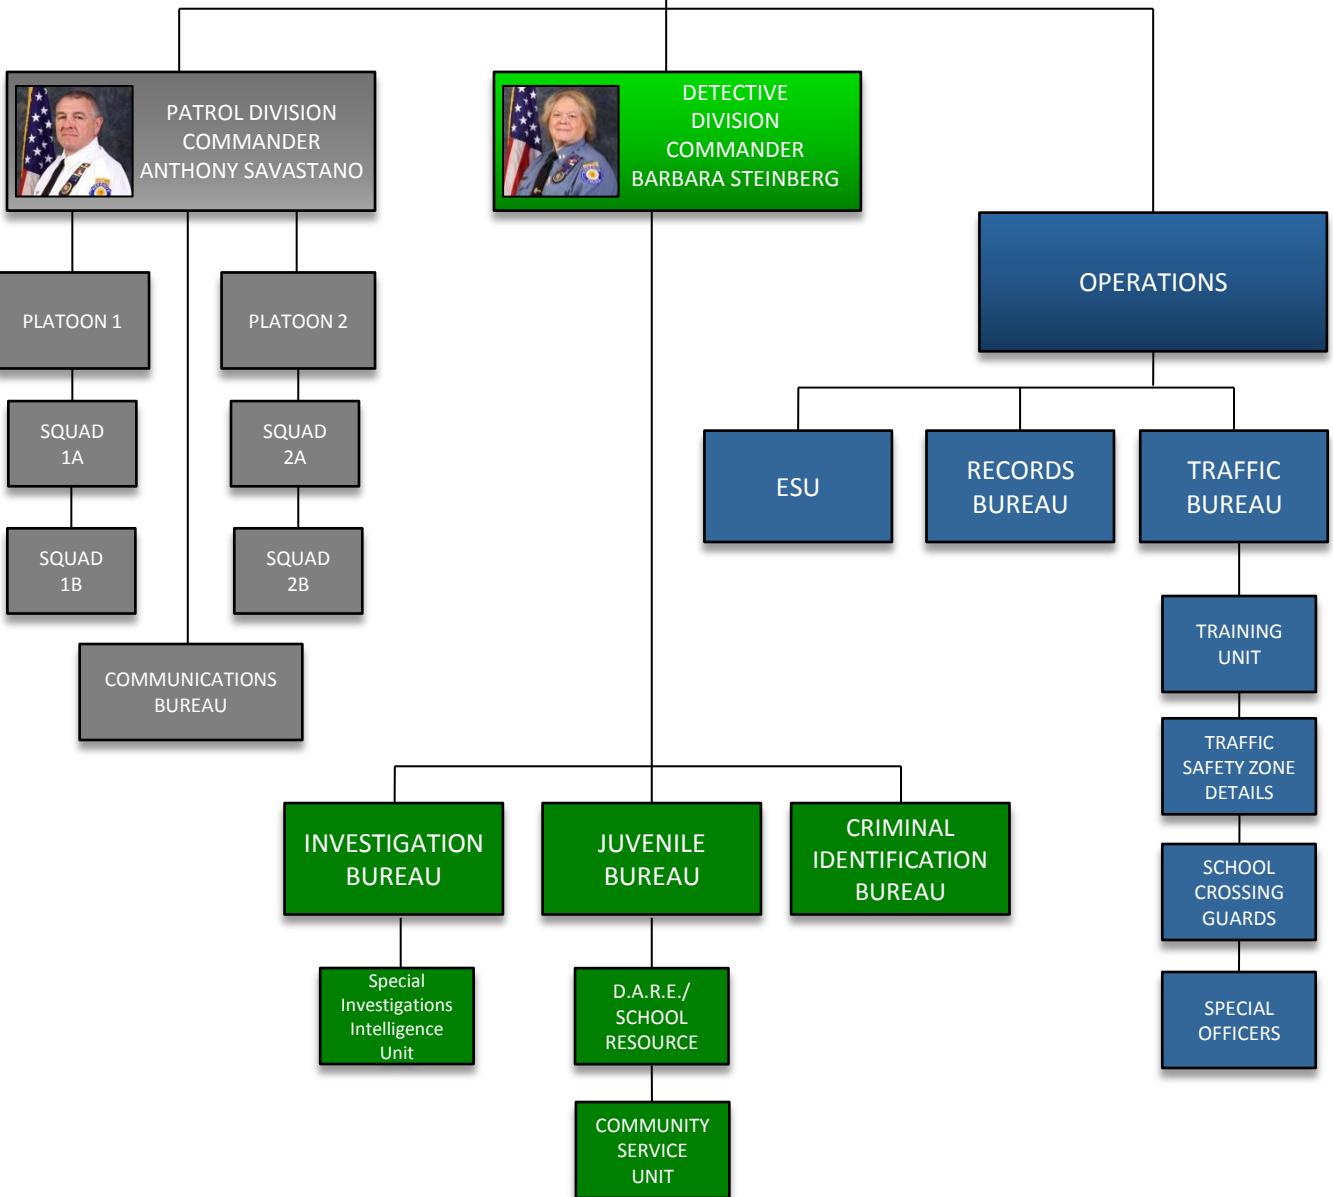 PATROL DIVISION
COMMANDER
ANTHONY SAVASTANO
DETECTIVE
DIVISION
COMMANDER
BARBARA STEINBERG
OPERATIONS
PLATOON 1
PLATOON 2
SQUAD
1A
SQUAD
2A
ESU
RECORDS
BUREAU
TRAFFIC
BUREAU
SQUAD
1B
SQUAD
2B
TRAINING
UNIT
COMMUNICATIONS
BUREAU
TRAFFIC
SAFETY ZONE
DETAILS
INVESTIGATION
BUREAU
JUVENILE
BUREAU
CRIMINAL
IDENTIFICATION
BUREAU
SCHOOL
CROSSING
GUARDS
Special
Investigations
Intelligence
Unit
D.A.R.E./
SCHOOL
RESOURCE
SPECIAL
OFFICERS
COMMUNITY
SERVICE
UNIT